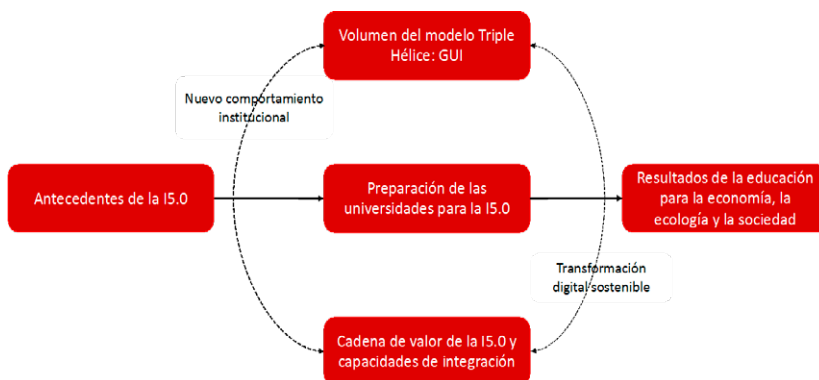 Volumen del modelo Triple
Hélice: GUI
Nuevo comportamiento
institucional
Antecedentes de la I5.0
Preparación de las
universidades para la I5.0
Resultados de la educación
para la economía, la
ecología y la sociedad
Transformación
digital sostenible
Cadena de valor de la I5.0 y
capacidades de integración